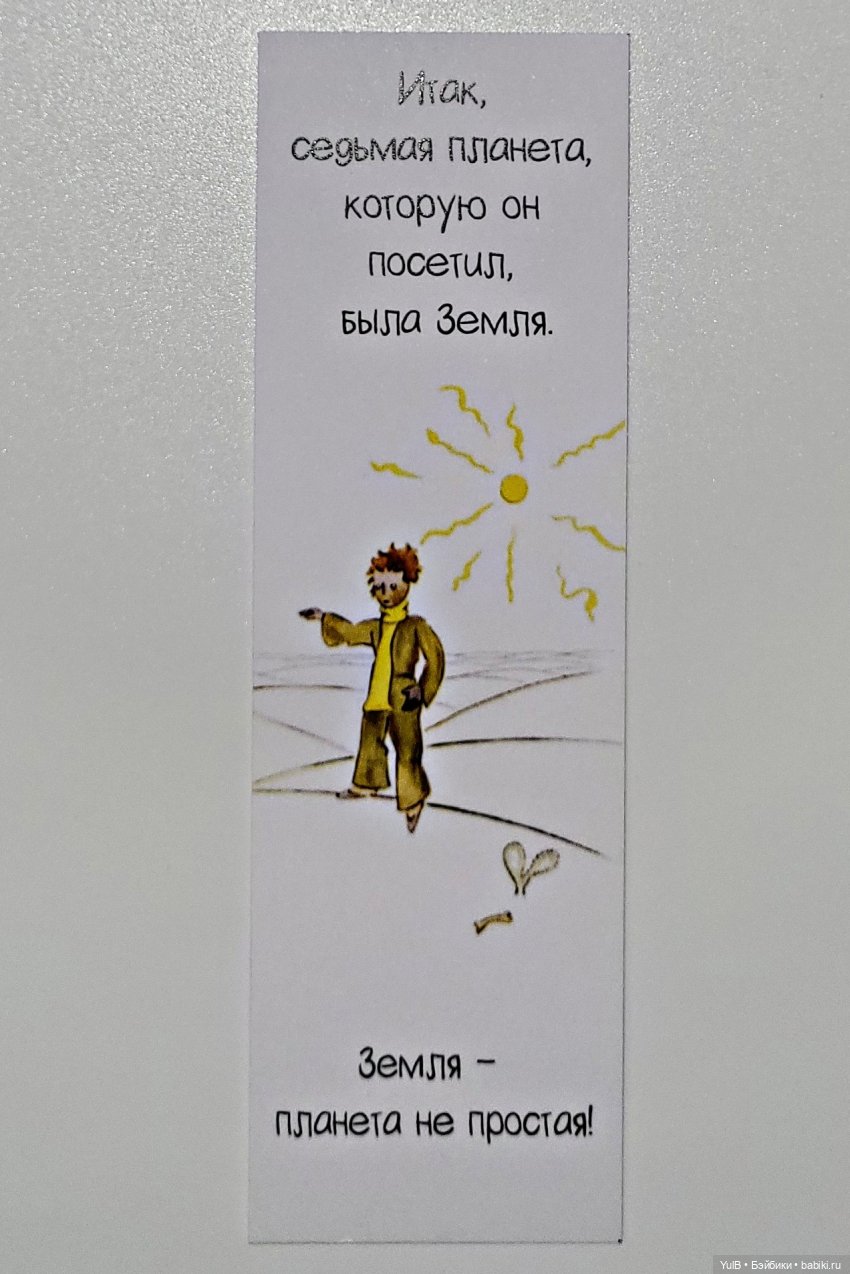 Итак,
седьмая планета,
которую он
посетил,
была Земля.
Земля –
планета не простая!
YulB • Бэйбики • babiki.ru